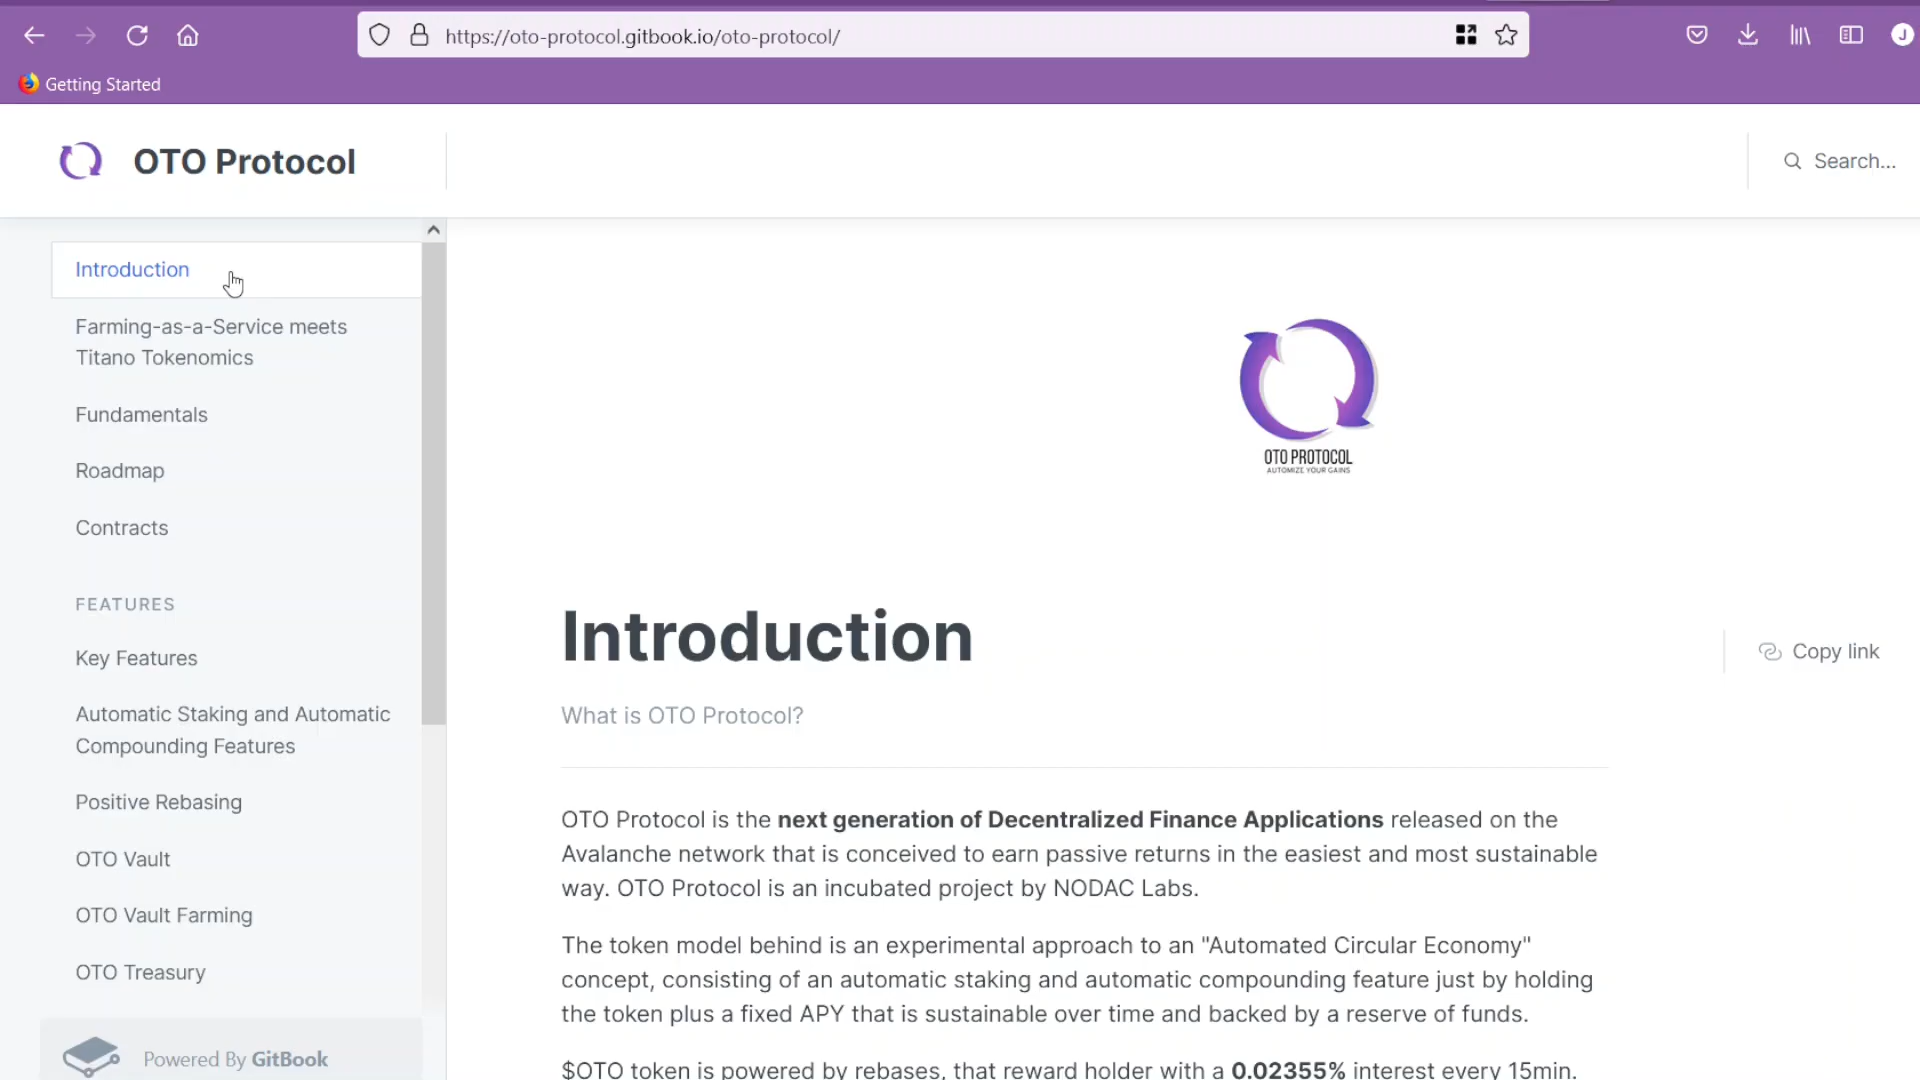 https://oto-protocol.gitbook.io/oto-protocol/
J
Getting Started
OTO Protocol
Search...
Introduction
Farming-as-a-Service meets
Titano Tokenomics
Fundamentals
Roadmap
Contracts
FEATURES
Key Features
Automatic Staking and Automatic
Compounding Features
Positive Rebasing
OTO Vault
OTO Vault Farming
OTO Treasury
Powered By GitBook
OTO PROTOCOL
AUTOMIZE YOUR GAINS
Introduction
Copy link
What is OTO Protocol?
OTO Protocol is the next generation of Decentralized Finance Applications released on the
Avalanche network that is conceived to earn passive returns in the easiest and most sustainable
way. OTO Protocol is an incubated project by NODAC Labs.
The token model behind is an experimental approach to an "Automated Circular Economy"
concept, consisting of an automatic staking and automatic compounding feature just by holding
the token plus a fixed APY that is sustainable over time and backed by a reserve of funds.
$OTO token is powered by rebases, that reward holder with a 0.02355% interest every 15min.